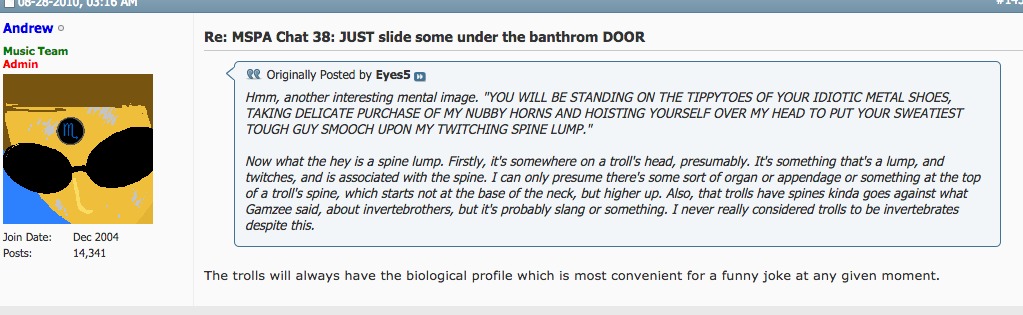 08-28-2010, 03:16 AM
Andrew
Music Team
Admin
♏
Join Date: Dec 2004
Posts: 14,341
Re: MSPA Chat 38: JUST slide some under the banthrom DOOR
Originally Posted by Eyes5
Hmm, another interesting mental image. "YOU WILL BE STANDING ON THE TIPPYTOES OF YOUR IDIOTIC METAL SHOES,
TAKING DELICATE PURCHASE OF MY NUBBY HORNS AND HOISTING YOURSELF OVER MY HEAD TO PUT YOUR SWEATIEST
TOUGH GUY SMOOCH UPON MY TWITCHING SPINE LUMP."
Now what the hey is a spine lump. Firstly, it's somewhere on a troll's head, presumably. It's something that's a lump, and
twitches, and is associated with the spine. I can only presume there's some sort of organ or appendage or something at the top
of a troll's spine, which starts not at the base of the neck, but higher up. Also, that trolls have spines kinda goes against what
Gamzee said, about invertebrothers, but it's probably slang or something. I never really considered trolls to be invertebrates
despite this.
The trolls will always have the biological profile which is most convenient for a funny joke at any given moment.